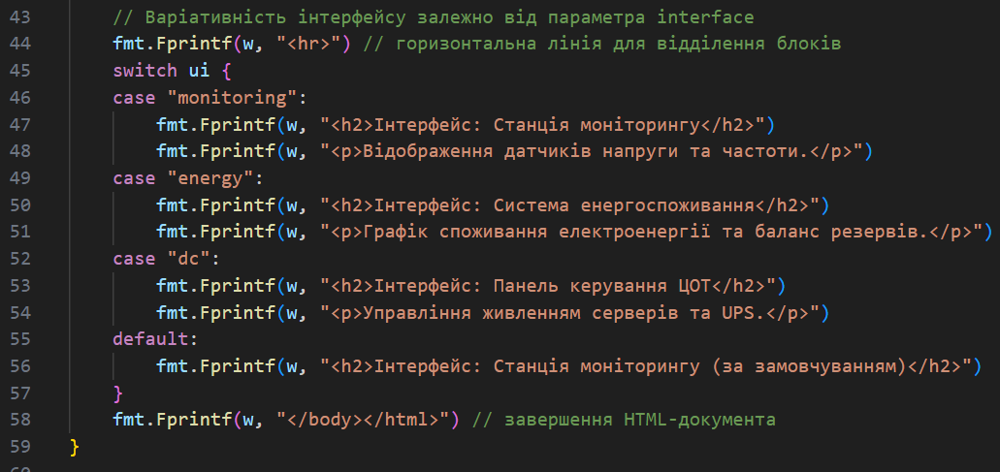 43 // Варіативність інтерфейсу залежно від параметра interface
44 fmt.Fprintf(w, "<hr>") // горизонтальна лінія для відділення блоків
45 switch ui {
46 case "monitoring":
47 fmt.Fprintf(w, "<h2>Інтерфейс: Станція моніторингу</h2>")
48 fmt.Fprintf(w, "<p>Відображення датчиків напруги та частоти.</p>")
49 case "energy":
50 fmt.Fprintf(w, "<h2>Інтерфейс: Система енергоспоживання</h2>")
51 fmt.Fprintf(w, "<p>Графік споживання електроенергії та баланс резервів.</p>")
52 case "dc":
53 fmt.Fprintf(w, "<h2>Інтерфейс: Панель керування ЦОТ</h2>")
54 fmt.Fprintf(w, "<p>Управління живленням серверів та UPS.</p>")
55 default:
56 fmt.Fprintf(w, "<h2>Інтерфейс: Станція моніторингу (за замовчуванням)</h2>")
57 }
58 fmt.Fprintf(w, "</body></html>") // завершення HTML-документа
59 }